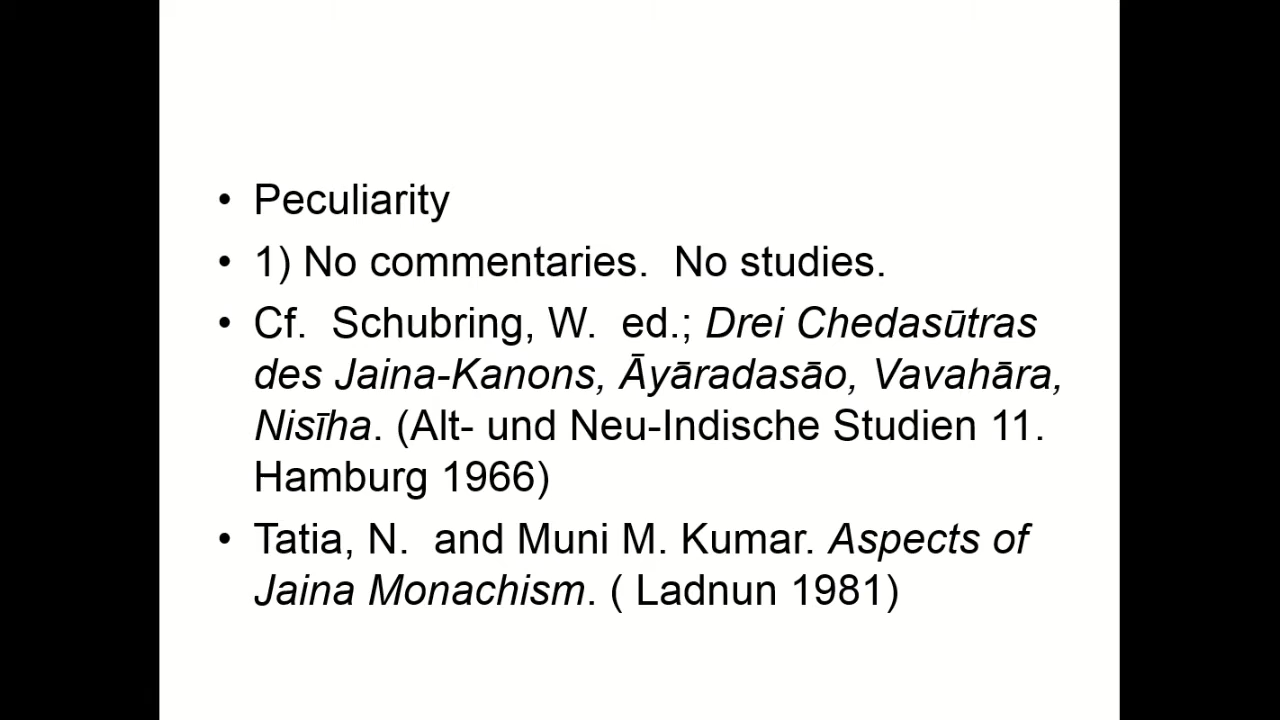 • Peculiarity
• 1) No commentaries.  No studies.
• Cf.  Schubring, W.  ed.; Drei Chedasūtras
des Jaina-Kanons, Āyāradasāo, Vavahāra,
Nisīha. (Alt- und Neu-Indische Studien 11.
Hamburg 1966)
• Tatia, N.  and Muni M. Kumar. Aspects of
Jaina Monachism. ( Ladnun 1981)